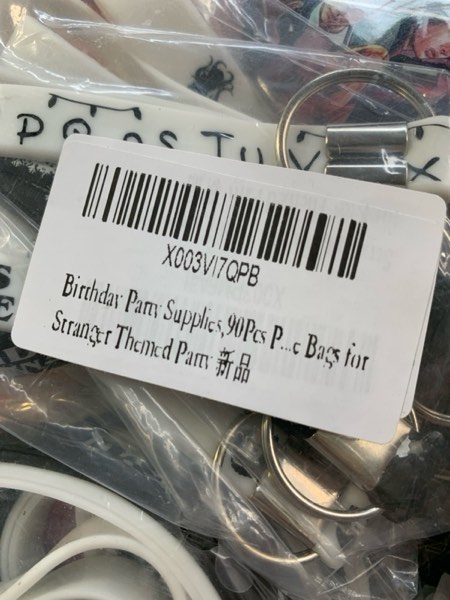 P Q R S T U V X
X003VI7QPB
Birthday Party Supplies,90Pcs P...c Bags for
Stranger Themed Party 新品